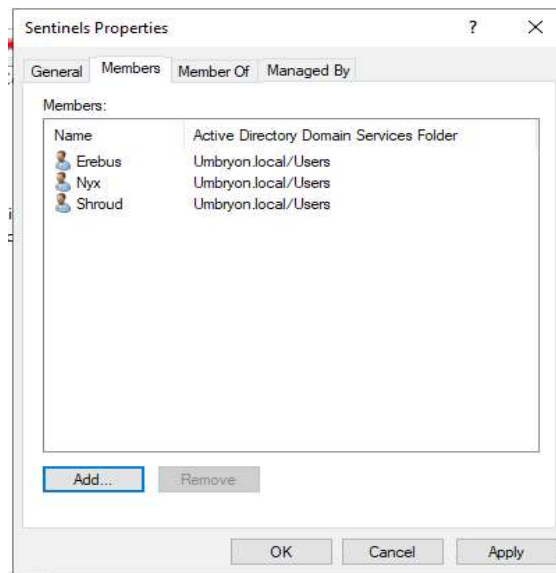 Sentinels Properties ? ×
General Members Member Of Managed By
Members:
Name Active Directory Domain Services Folder
Erebus Umbryon.local/Users
Nyx Umbryon.local/Users
Shroud Umbryon.local/Users
Add... Remove
OK Cancel Apply